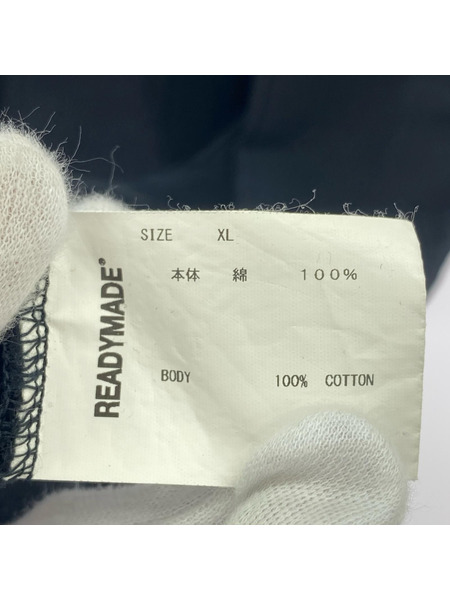 SIZE XL
本体 綿 100%
BODY 100% COTTON
READYMADE®